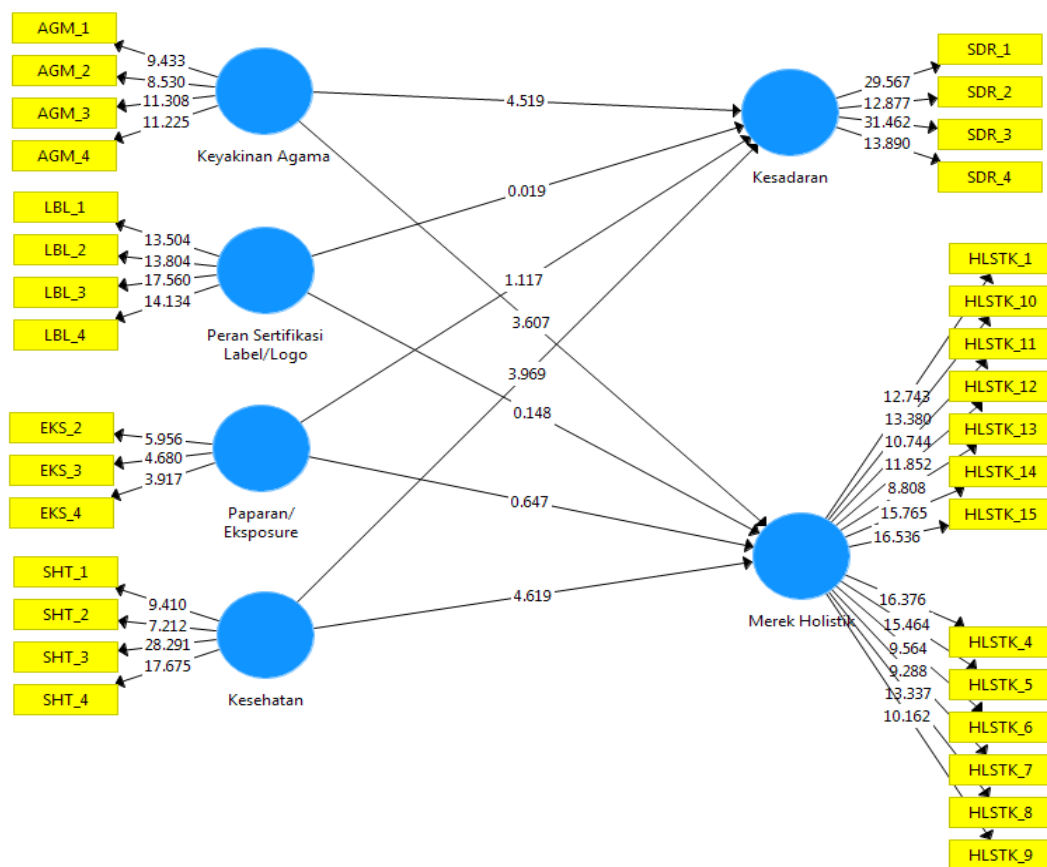 AGM_1
AGM_2
AGM_3
AGM_4
9.433
8.530
11.308
11.225
Keyakinan Agama
LBL_1
LBL_2
LBL_3
LBL_4
13.504
13.804
17.560
14.134
Peran Sertifikasi
Label/Logo
EKS_2
EKS_3
EKS_4
5.956
4.680
3.917
Paparan/
Eksposure
SHT_1
SHT_2
SHT_3
SHT_4
9.410
7.212
28.291
17.675
Kesehatan
4.519
0.019
1.117
3.607
3.969
0.148
0.647
4.619
Kesadaran
29.567
12.877
31.462
13.890
SDR_1
SDR_2
SDR_3
SDR_4
Merek Holistik
12.743
13.380
10.744
11.852
8.808
15.765
16.536
HLSTK_1
HLSTK_10
HLSTK_11
HLSTK_12
HLSTK_13
HLSTK_14
HLSTK_15
16.376
15.464
9.564
9.288
13.337
10.162
HLSTK_4
HLSTK_5
HLSTK_6
HLSTK_7
HLSTK_8
HLSTK_9